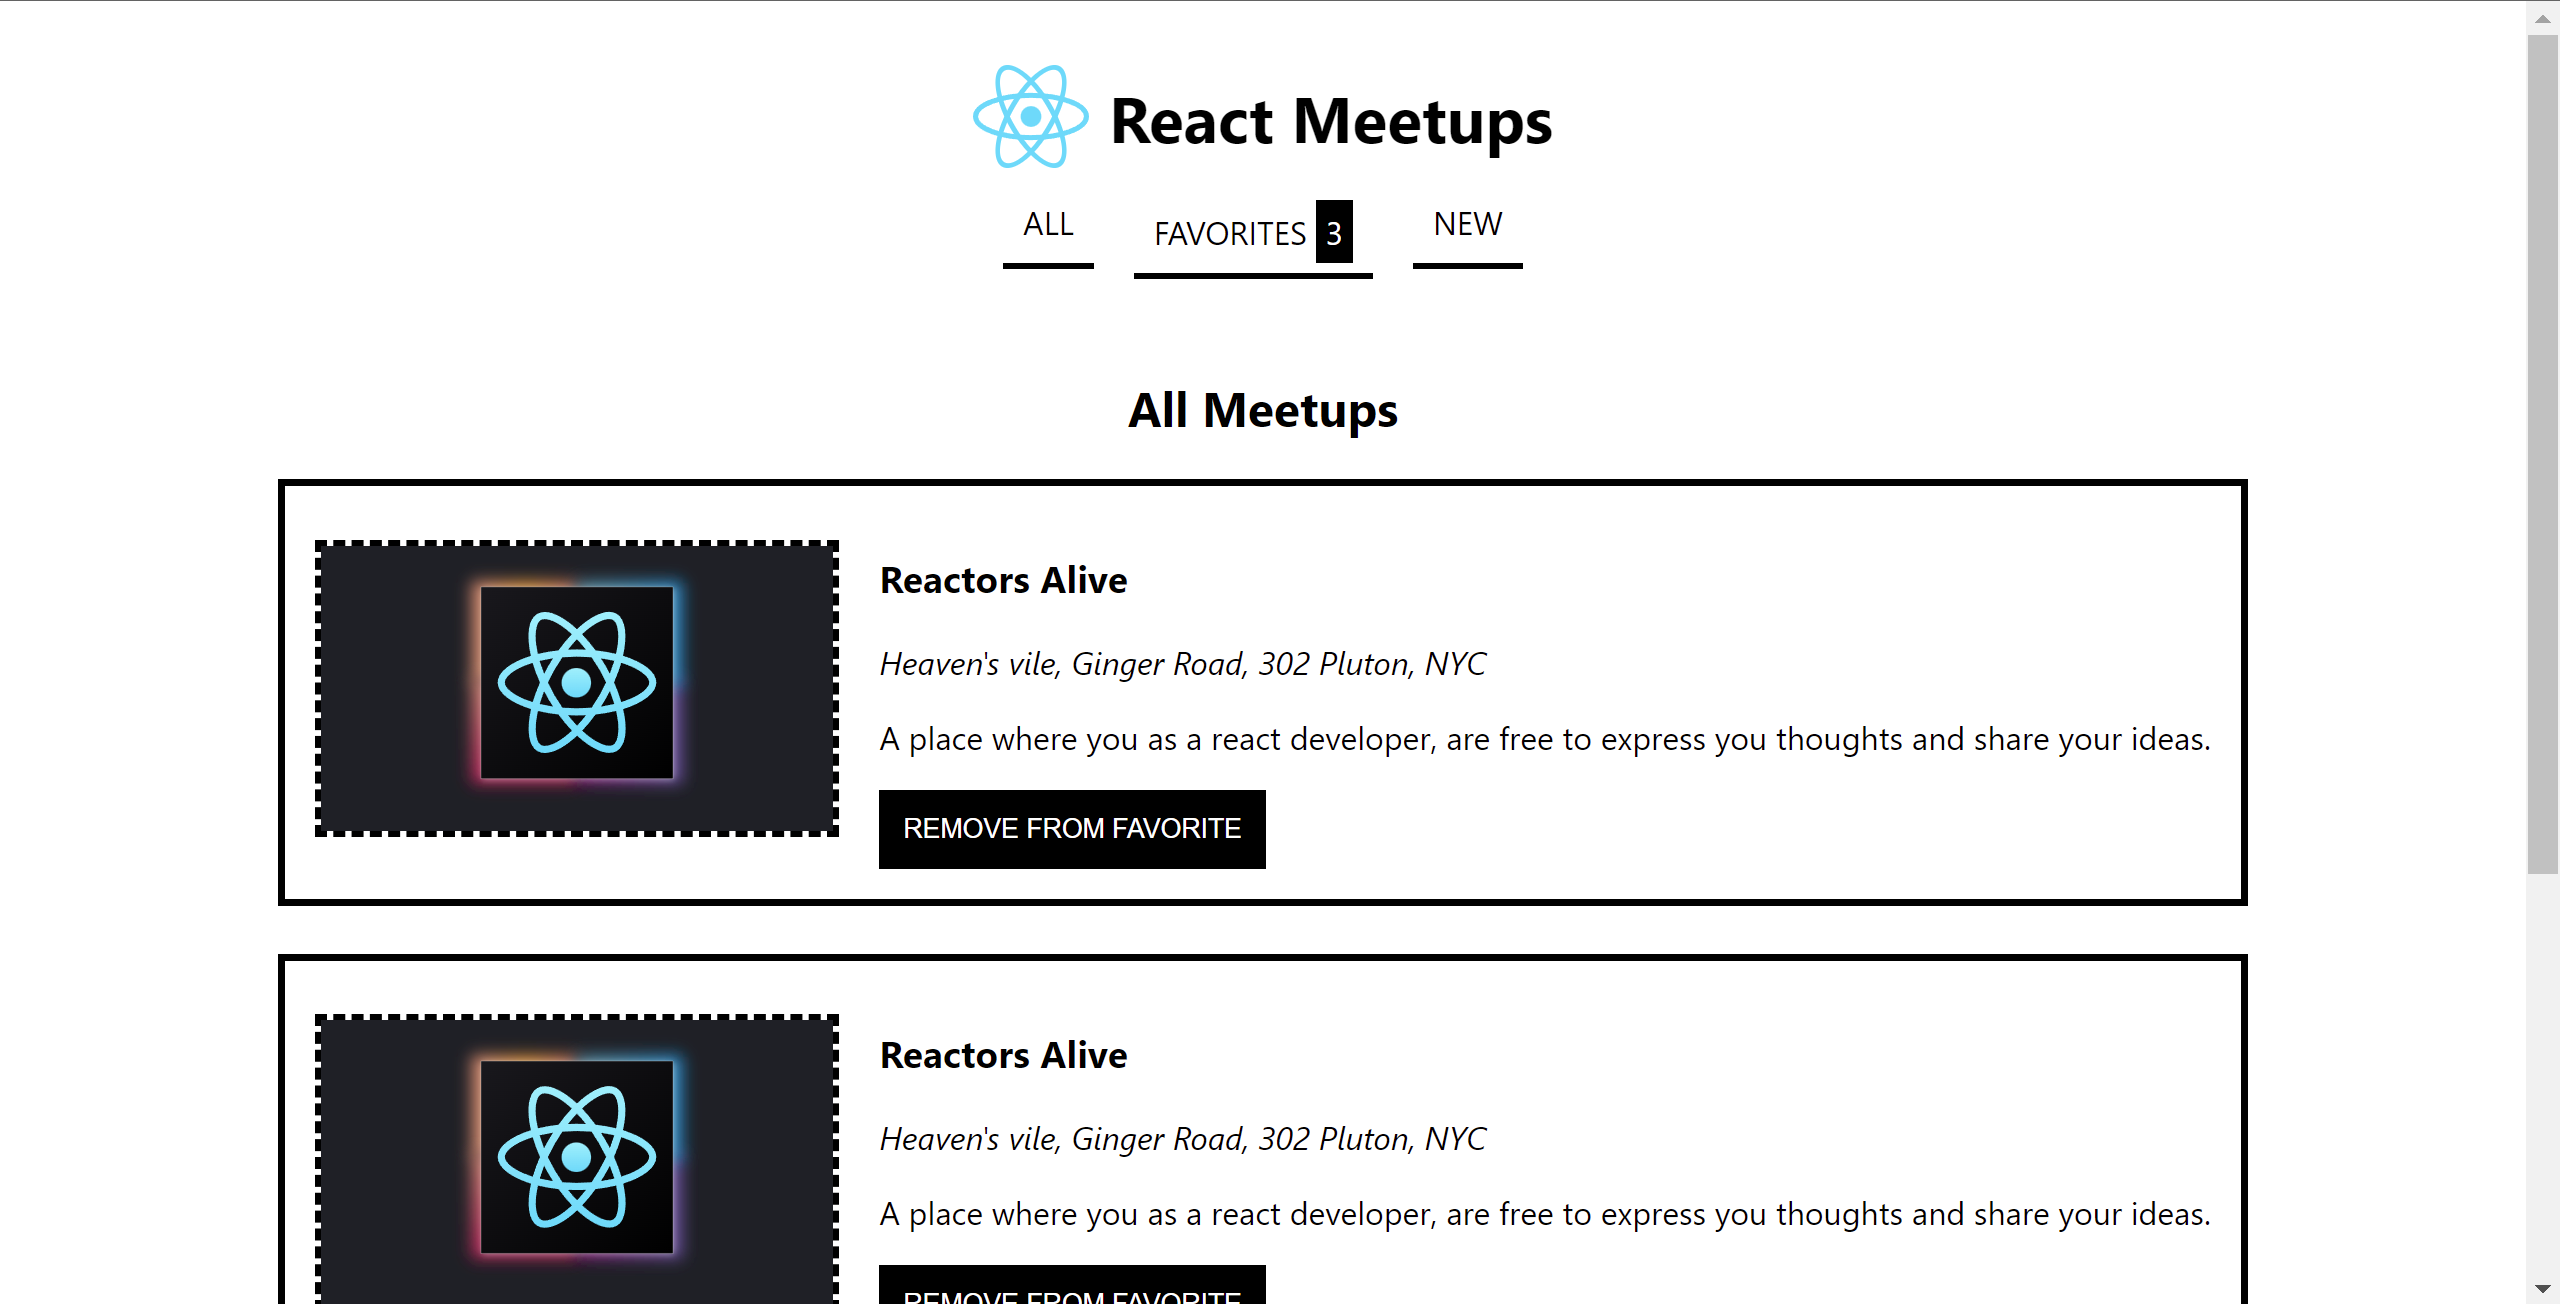 React Meetups
ALL FAVORITES 3 NEW
All Meetups
Reactors Alive
Heaven's vile, Ginger Road, 302 Pluton, NYC
A place where you as a react developer, are free to express you thoughts and share your ideas.
REMOVE FROM FAVORITE
Reactors Alive
Heaven's vile, Ginger Road, 302 Pluton, NYC
A place where you as a react developer, are free to express you thoughts and share your ideas.
REMOVE FROM FAVORITE